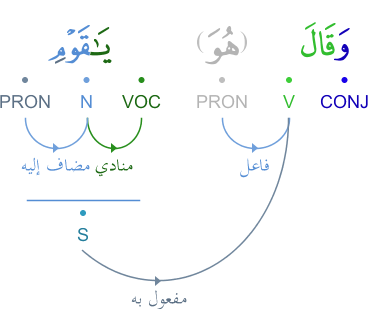 وَقَالَ (هُوَ) يَـٰقَوْمِ
PRON N VOC PRON V CONJ
فاعل منادي مضاف إليه
S
مفعول به